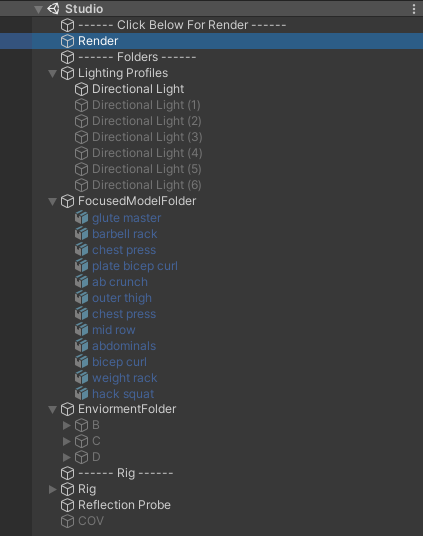 Studio
------ Click Below For Render ------
Render
------ Folders ------
Lighting Profiles
Directional Light
Directional Light (1)
Directional Light (2)
Directional Light (3)
Directional Light (4)
Directional Light (5)
Directional Light (6)
FocusedModelFolder
glute master
barbell rack
chest press
plate bicep curl
ab crunch
outer thigh
chest press
mid row
abdominals
bicep curl
weight rack
hack squat
EnviormentFolder
B
C
D
------ Rig ------
Rig
Reflection Probe
COV